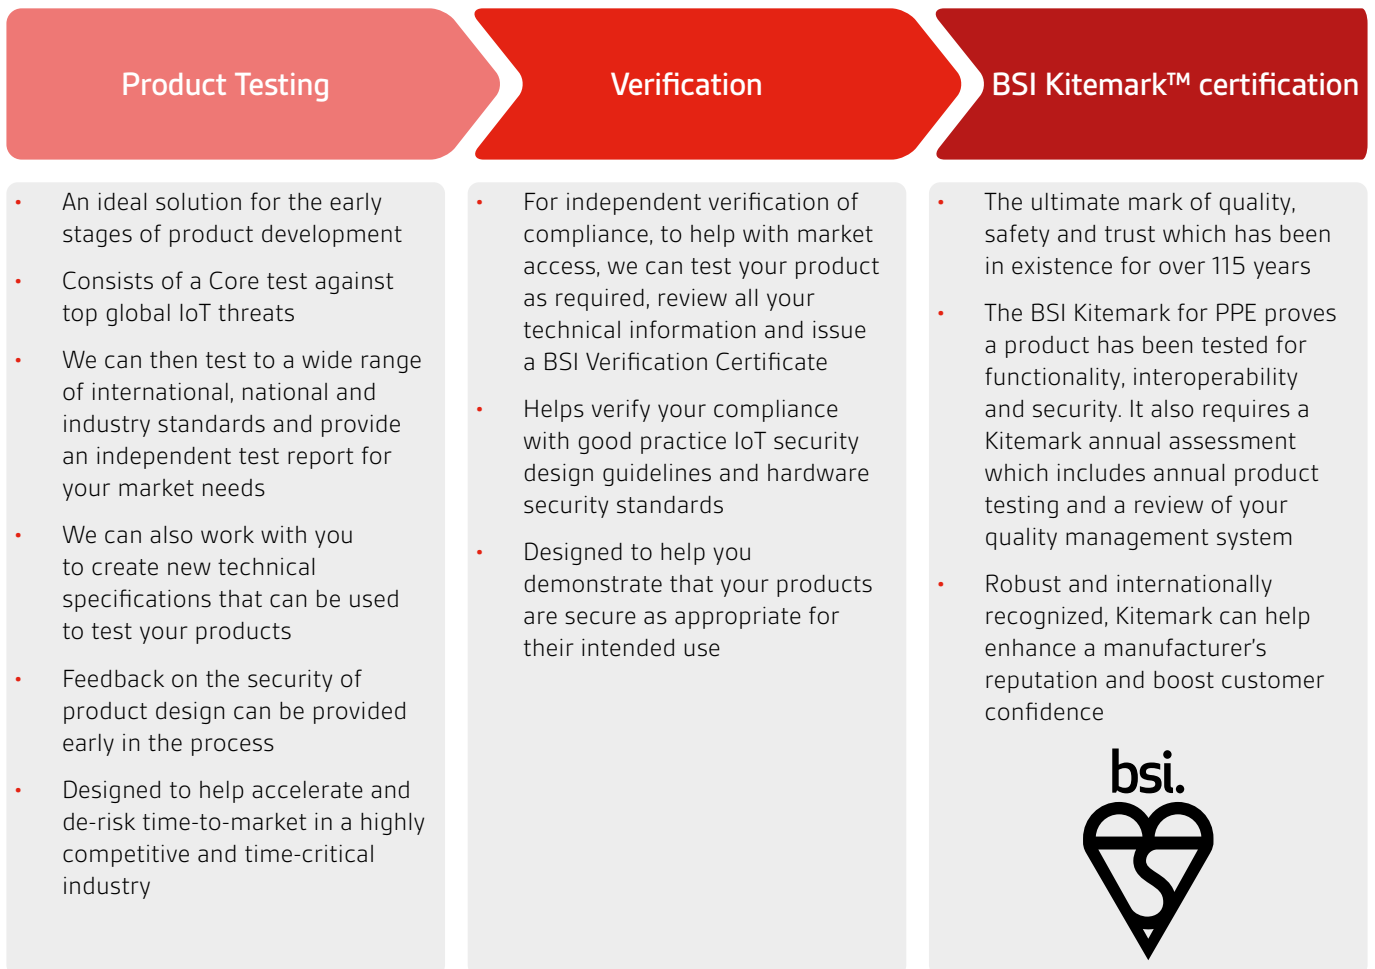 Product Testing
Verification
BSI Kitemark™ certification
• An ideal solution for the early
stages of product development
• Consists of a Core test against
top global IoT threats
• We can then test to a wide range
of international, national and
industry standards and provide
an independent test report for
your market needs
• We can also work with you
to create new technical
specifications that can be used
to test your products
• Feedback on the security of
product design can be provided
early in the process
• Designed to help accelerate and
de-risk time-to-market in a highly
competitive and time-critical
industry
• For independent verification of
compliance, to help with market
access, we can test your product
as required, review all your
technical information and issue
a BSI Verification Certificate
• Helps verify your compliance
with good practice IoT security
design guidelines and hardware
security standards
• Designed to help you
demonstrate that your products
are secure as appropriate for
their intended use
• The ultimate mark of quality,
safety and trust which has been
in existence for over 115 years
• The BSI Kitemark for PPE proves
a product has been tested for
functionality, interoperability
and security. It also requires a
Kitemark annual assessment
which includes annual product
testing and a review of your
quality management system
• Robust and internationally
recognized, Kitemark can help
enhance a manufacturer’s
reputation and boost customer
confidence
bsi.